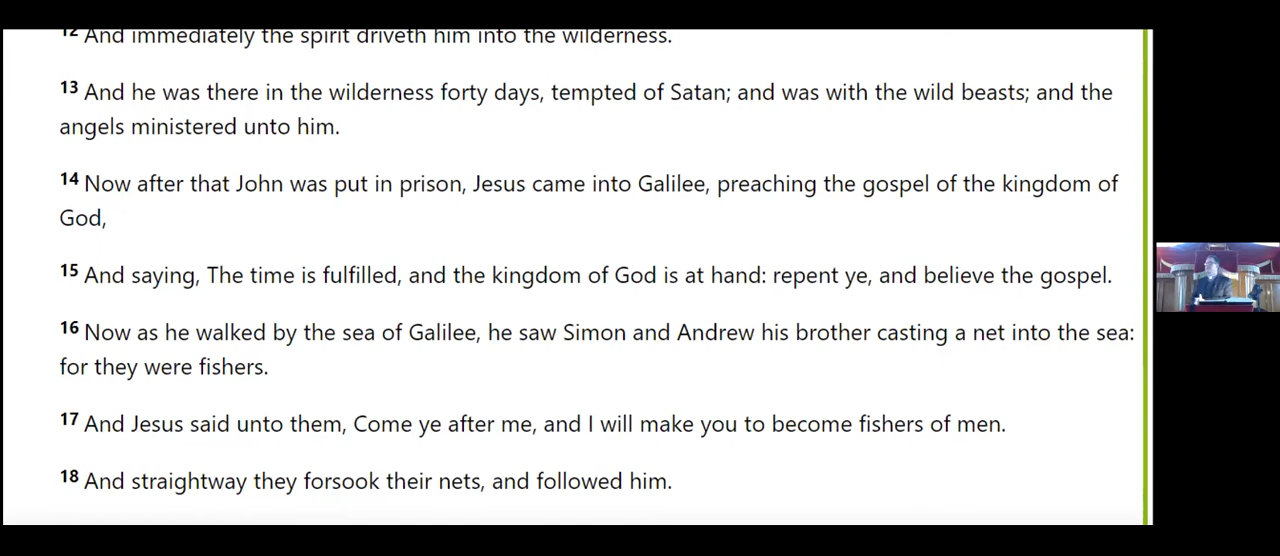 12 And immediately the spirit driveth him into the wilderness.
13 And he was there in the wilderness forty days, tempted of Satan; and was with the wild beasts; and the
angels ministered unto him.
14 Now after that John was put in prison, Jesus came into Galilee, preaching the gospel of the kingdom of
God,
15 And saying, The time is fulfilled, and the kingdom of God is at hand: repent ye, and believe the gospel.
16 Now as he walked by the sea of Galilee, he saw Simon and Andrew his brother casting a net into the sea:
for they were fishers.
17 And Jesus said unto them, Come ye after me, and I will make you to become fishers of men.
18 And straightway they forsook their nets, and followed him.